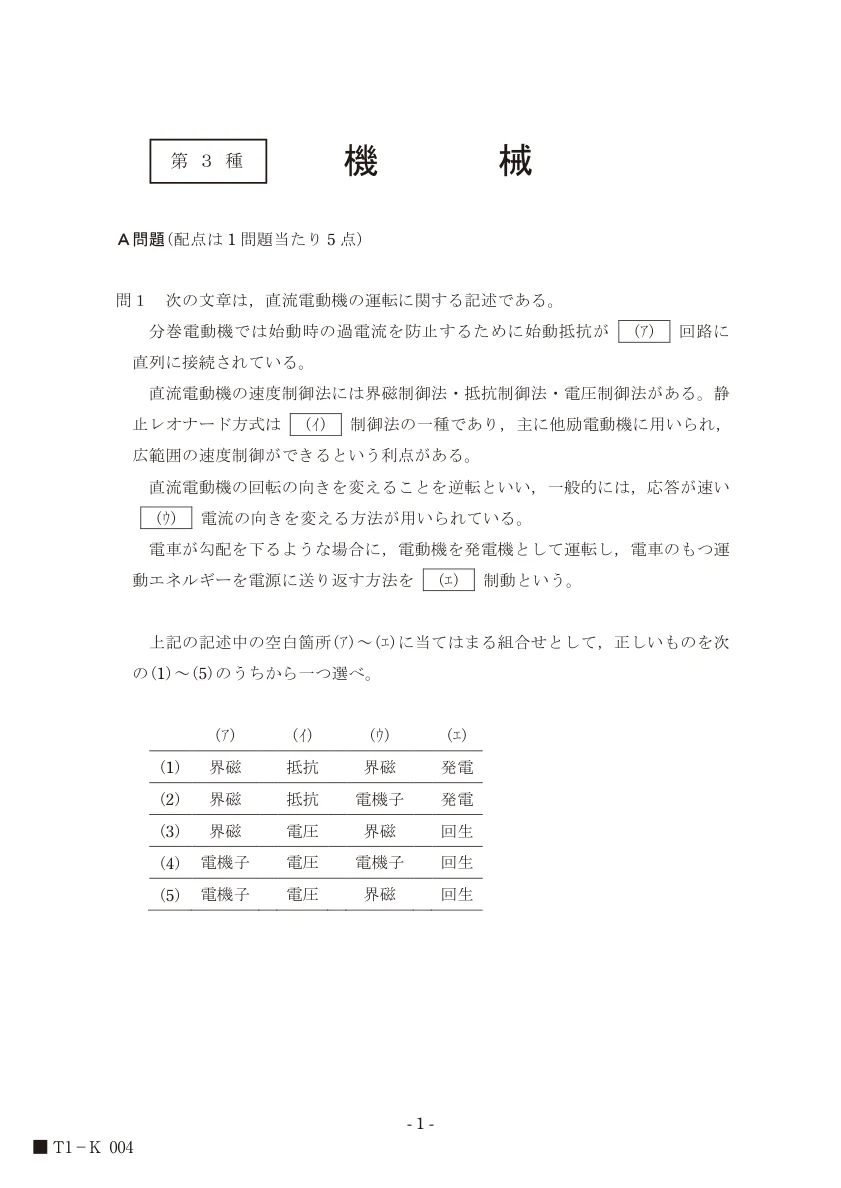 第 3 種 機 械
A問題(配点は1問題当たり5点)
問1 次の文章は，直流電動機の運転に関する記述である。
分巻電動機では始動時の過電流を防止するために始動抵抗が (ｱ) 回路に
直列に接続されている。
直流電動機の速度制御法には界磁制御法・抵抗制御法・電圧制御法がある。静
止レオナード方式は (ｲ) 制御法の一種であり，主に他励電動機に用いられ，
広範囲の速度制御ができるという利点がある。
直流電動機の回転の向きを変えることを逆転といい，一般的には，応答が速い
(ｳ) 電流の向きを変える方法が用いられている。
電車が勾配を下るような場合に，電動機を発電機として運転し，電車のもつ運
動エネルギーを電源に送り返す方法を (ｴ) 制動という。
上記の記述中の空白箇所(ｱ)～(ｴ)に当てはまる組合せとして，正しいものを次
の(1)～(5)のうちから一つ選べ。
(ｱ) (ｲ) (ｳ) (ｴ)
(1) 界磁 抵抗 界磁 発電
(2) 界磁 抵抗 電機子 発電
(3) 界磁 電圧 界磁 回生
(4) 電機子 電圧 電機子 回生
(5) 電機子 電圧 界磁 回生
- 1 -
■ T1－K 004